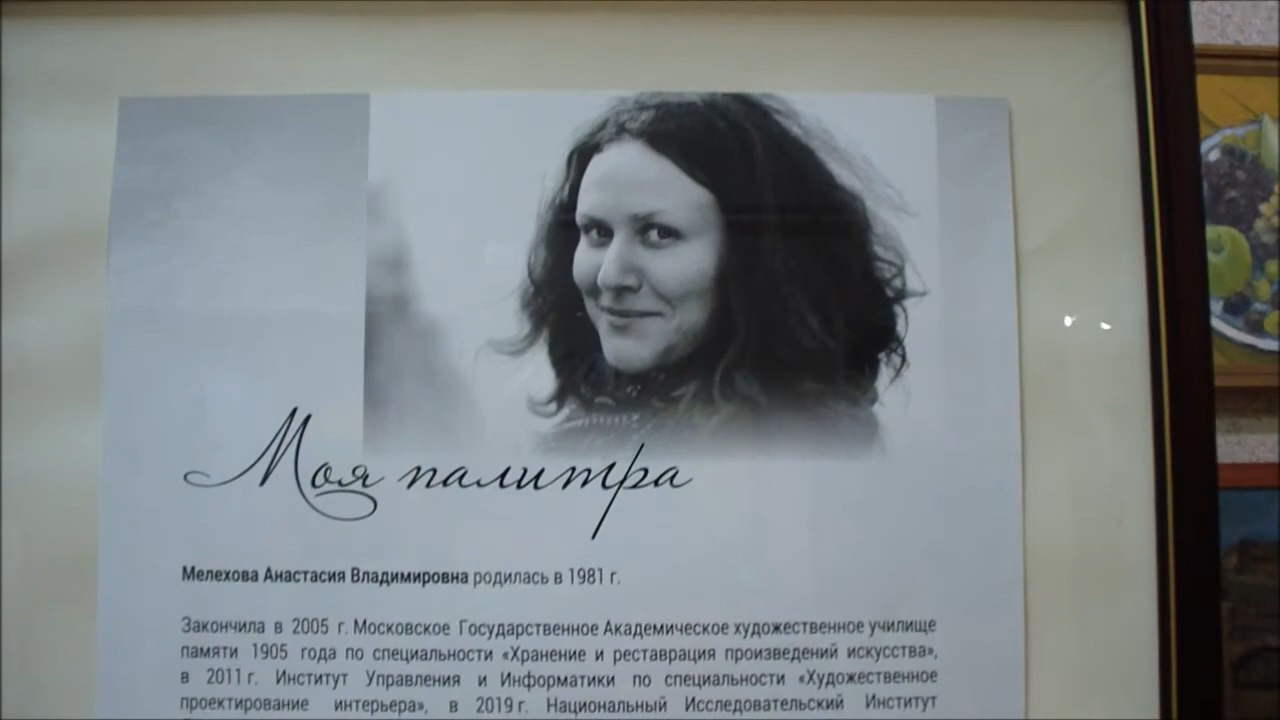 Моя палитра
Мелехова Анастасия Владимировна родилась в 1981 г.
Закончила в 2005 г. Московское Государственное Академическое художественное училище
памяти 1905 года по специальности «Хранение и реставрация произведений искусства»,
в 2011 г. Институт Управления и Информатики по специальности «Художественное
проектирование интерьера», в 2019 г. Национальный Исследовательский Институт